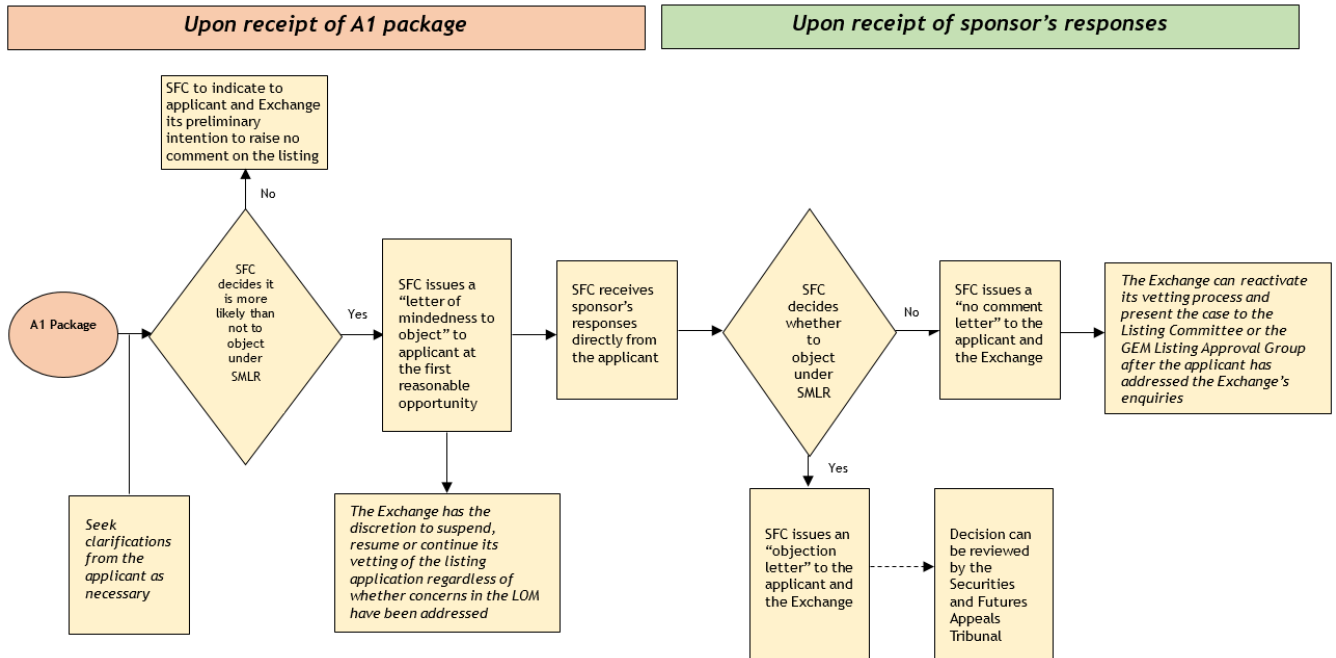 Upon receipt of A1 package
Upon receipt of sponsor's responses
SFC to indicate to
applicant and Exchange
its preliminary
intention to raise no
comment on the listing
No
A1 Package
Seek
clarifications
from the
applicant as
necessary
SFC
decides it
is more
likely than
not to
object
under
SMLR
Yes
SFC issues a
“letter of
mindedness to
object” to
applicant at
the first
reasonable
opportunity
The Exchange has the
discretion to suspend,
resume or continue its
vetting of the listing
application regardless of
whether concerns in the LOM
have been addressed
SFC receives
sponsor's
responses
directly from
the applicant
SFC
decides
whether
to
object
under
SMLR
No
SFC issues a
“no comment
letter” to the
applicant and
the Exchange
The Exchange can reactivate
its vetting process and
present the case to the
Listing Committee or the
GEM Listing Approval Group
after the applicant has
addressed the Exchange's
enquiries
Yes
SFC issues an
“objection
letter” to the
applicant and
the Exchange
Decision can
be reviewed
by the
Securities
and Futures
Appeals
Tribunal